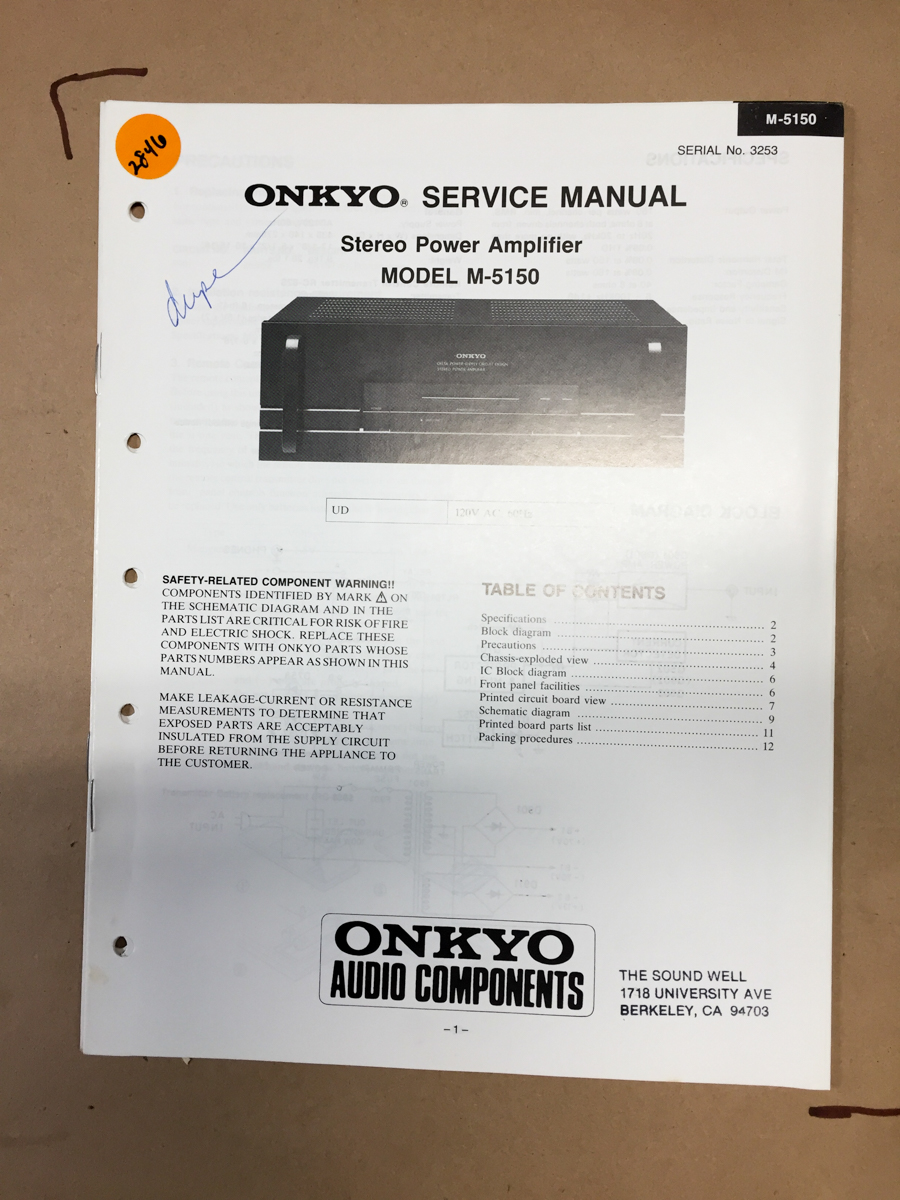 M-5150
SERIAL No. 3253
2846
ONKYO® SERVICE MANUAL
Stereo Power Amplifier
MODEL M-5150
dupe
ONKYO
STEREO POWER AMPLIFIER
UD 120V AC 60Hz
SAFETY-RELATED COMPONENT WARNING!!
COMPONENTS IDENTIFIED BY MARK ⚠ ON
THE SCHEMATIC DIAGRAM AND IN THE
PARTS LIST ARE CRITICAL FOR RISK OF FIRE
AND ELECTRIC SHOCK. REPLACE THESE
COMPONENTS WITH ONKYO PARTS WHOSE
PARTS NUMBERS APPEAR AS SHOWN IN THIS
MANUAL.
MAKE LEAKAGE-CURRENT OR RESISTANCE
MEASUREMENTS TO DETERMINE THAT
EXPOSED PARTS ARE ACCEPTABLY
INSULATED FROM THE SUPPLY CIRCUIT
BEFORE RETURNING THE APPLIANCE TO
THE CUSTOMER.
TABLE OF CONTENTS
Specifications ........ 2
Block diagram ........ 2
Precautions ........ 3
Chassis-exploded view ........ 4
IC Block diagram ........ 6
Front panel facilities ........ 6
Printed circuit board view ........ 7
Schematic diagram ........ 9
Printed board parts list ........ 11
Packing procedures ........ 12
ONKYO
AUDIO COMPONENTS
THE SOUND WELL
1718 UNIVERSITY AVE
BERKELEY, CA 94703
–1–